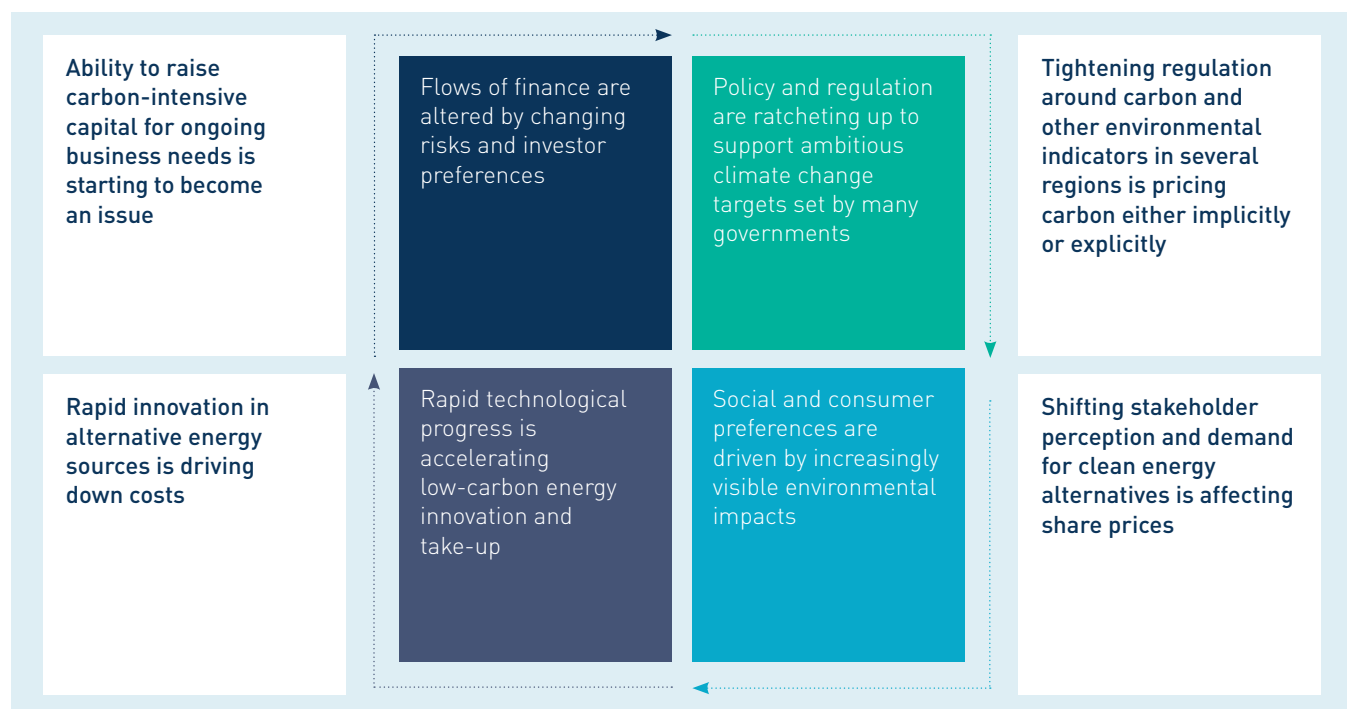 Ability to raise
carbon-intensive
capital for ongoing
business needs is
starting to become
an issue
Flows of finance are
altered by changing
risks and investor
preferences
Policy and regulation
are ratcheting up to
support ambitious
climate change
targets set by many
governments
Tightening regulation
around carbon and
other environmental
indicators in several
regions is pricing
carbon either implicitly
or explicitly
Rapid innovation in
alternative energy
sources is driving
down costs
Rapid technological
progress is
accelerating
low-carbon energy
innovation and
take-up
Social and consumer
preferences are
driven by increasingly
visible environmental
impacts
Shifting stakeholder
perception and demand
for clean energy
alternatives is affecting
share prices